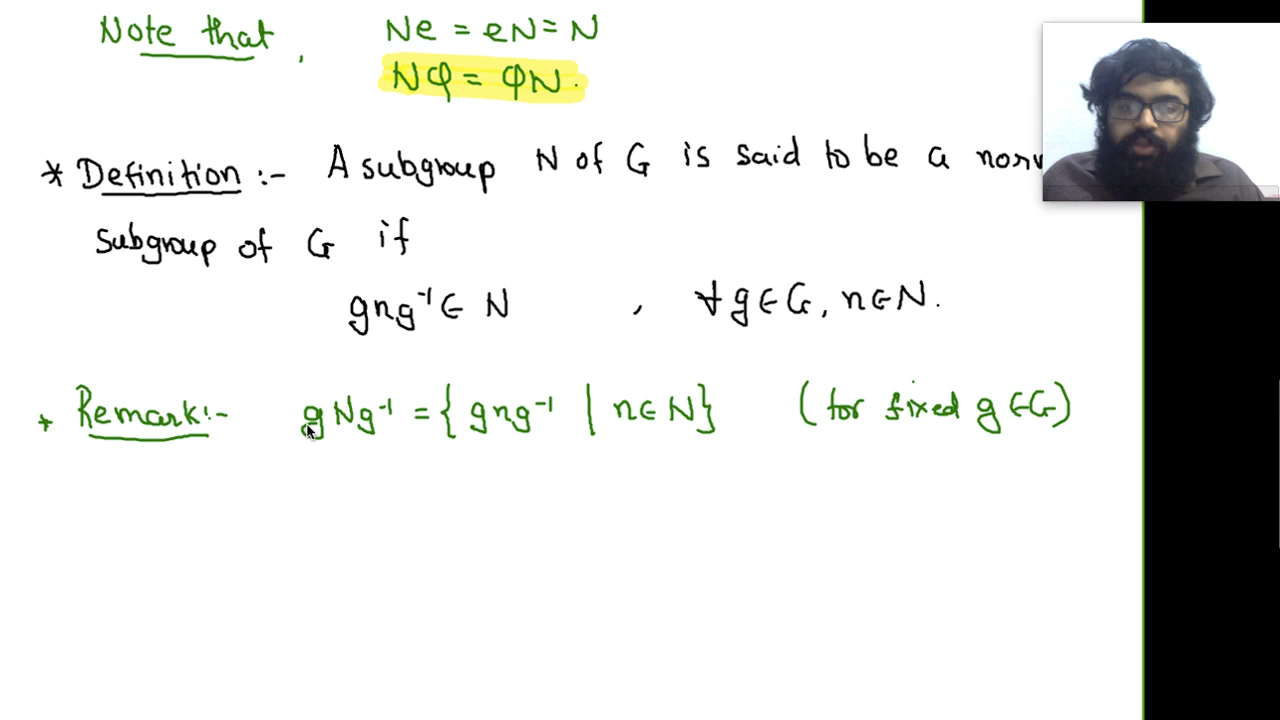 Note that, Ne = eN = N
Nφ = φN.
* Definition :- A subgroup N of G is said to be a
subgroup of G if
gng⁻¹ ∈ N , ∀ g ∈ G, n ∈ N.
* Remark :- gNg⁻¹ = { gng⁻¹ | n ∈ N } (for fixed g ∈ G)